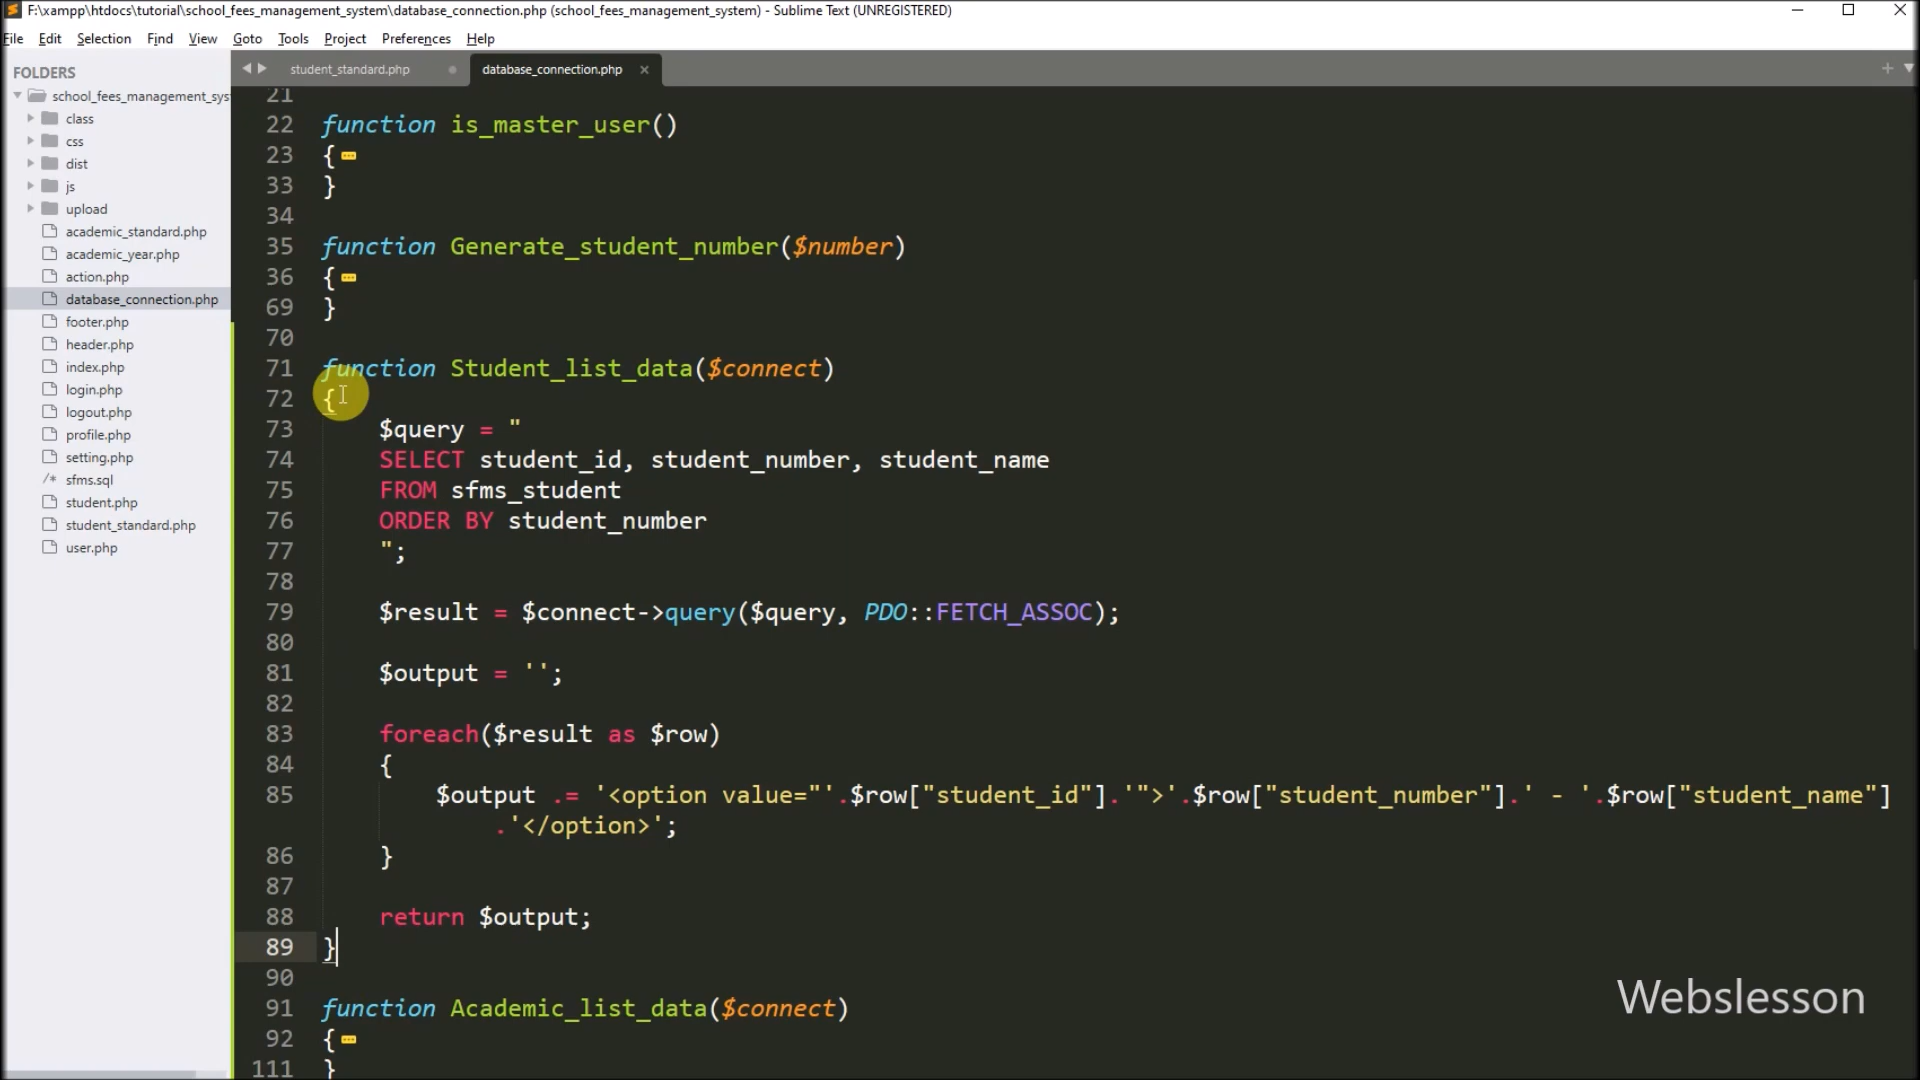 F:\xampp\htdocs\tutorial\school_fees_management_system\database_connection.php (school_fees_management_system) - Sublime Text (UNREGISTERED)
File Edit Selection Find View Goto Tools Project Preferences Help
FOLDERS
school_fees_management_sys
class
css
dist
js
upload
academic_standard.php
academic_year.php
action.php
database_connection.php
footer.php
header.php
index.php
login.php
logout.php
profile.php
setting.php
/* sfms.sql
student.php
student_standard.php
user.php
student_standard.php
database_connection.php
21
22 function is_master_user()
23 {
33 }
34
35 function Generate_student_number($number)
36 {
69 }
70
71 function Student_list_data($connect)
72 {
73 $query = "
74 SELECT student_id, student_number, student_name
75 FROM sfms_student
76 ORDER BY student_number
77 ";
78
79 $result = $connect->query($query, PDO::FETCH_ASSOC);
80
81 $output = '';
82
83 foreach($result as $row)
84 {
85 $output .= '<option value="'.$row["student_id"].'">'.$row["student_number"].' - '.$row["student_name"]
.'</option>';
86 }
87
88 return $output;
89 }
90
91 function Academic_list_data($connect)
92 {
111 }
Webslesson